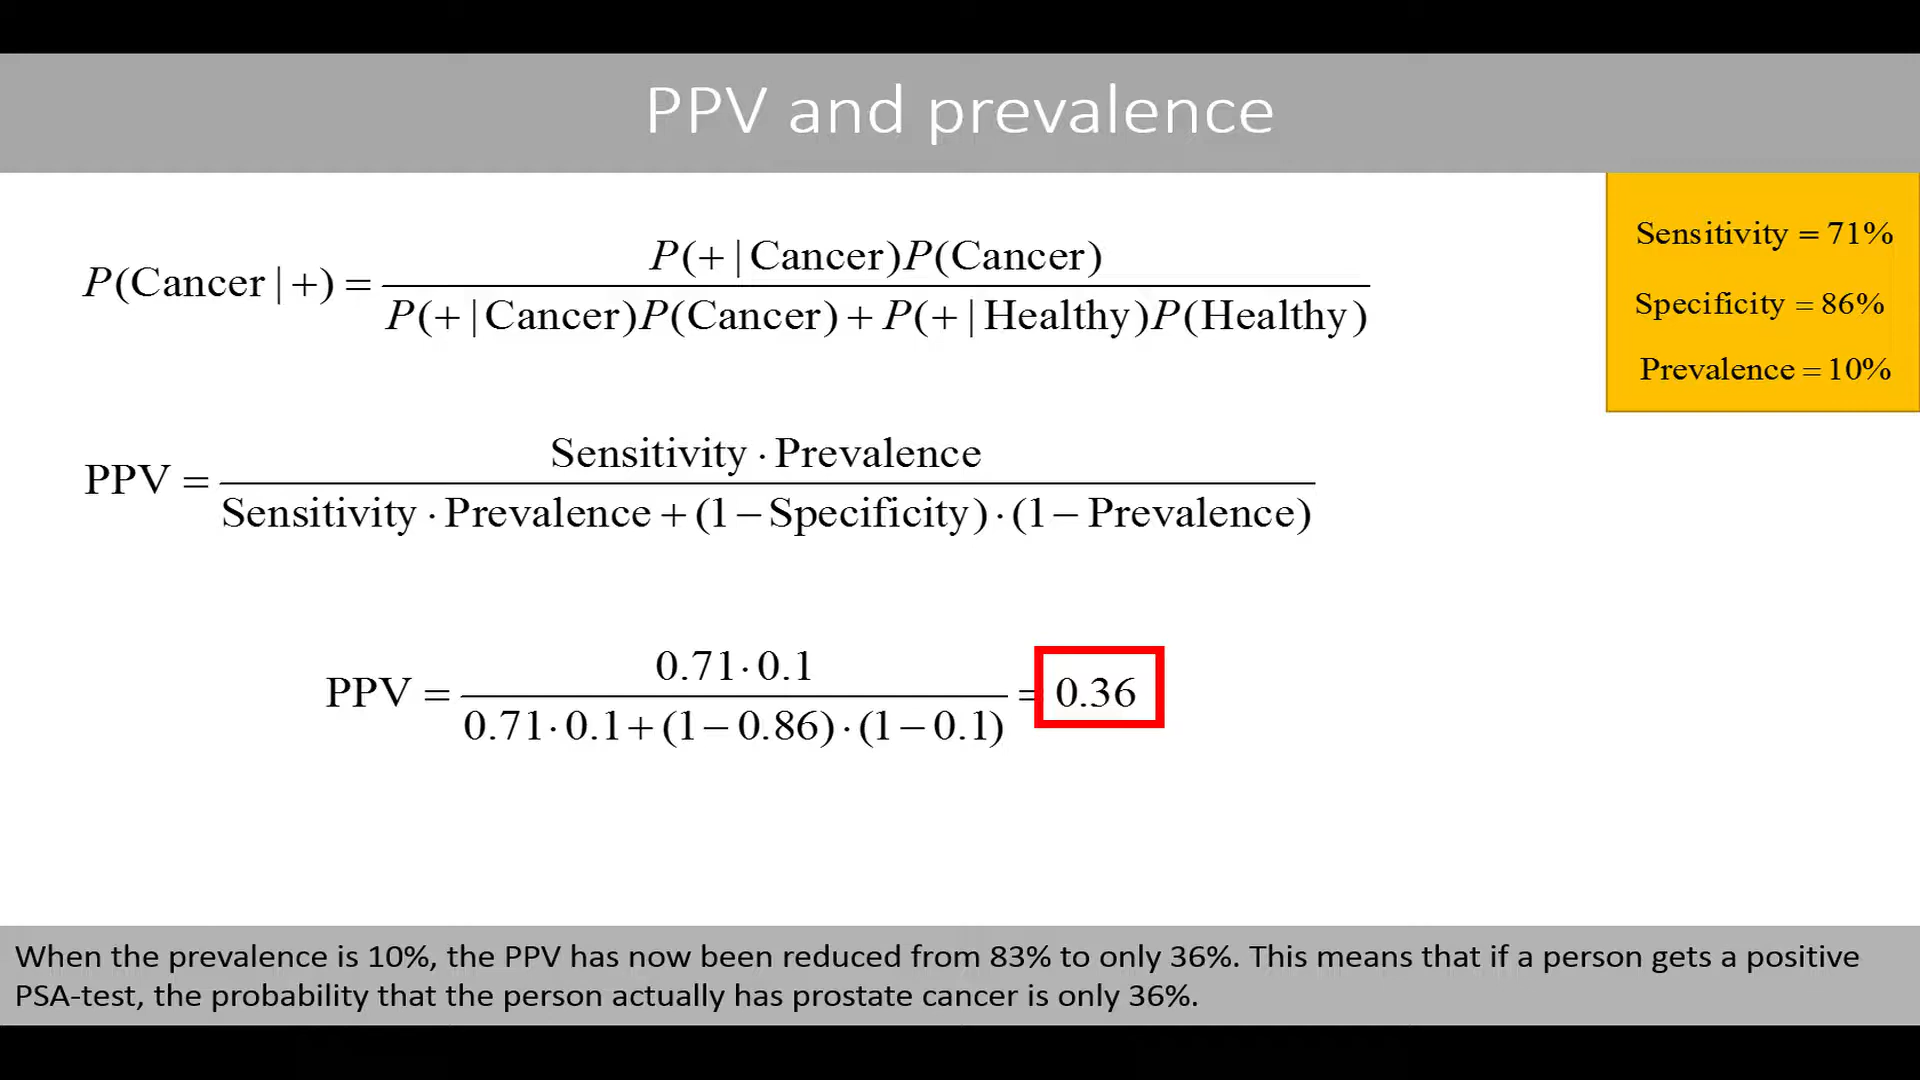 PPV and prevalence
Sensitivity = 71%
Specificity = 86%
Prevalence = 10%
P(Cancer | +) = P(+ | Cancer)P(Cancer) / P(+ | Cancer)P(Cancer) + P(+ | Healthy)P(Healthy)
PPV = Sensitivity · Prevalence / Sensitivity · Prevalence + (1 − Specificity) · (1 − Prevalence)
PPV = 0.71 · 0.1 / 0.71 · 0.1 + (1 − 0.86) · (1 − 0.1) = 0.36
When the prevalence is 10%, the PPV has now been reduced from 83% to only 36%. This means that if a person gets a positive
PSA-test, the probability that the person actually has prostate cancer is only 36%.